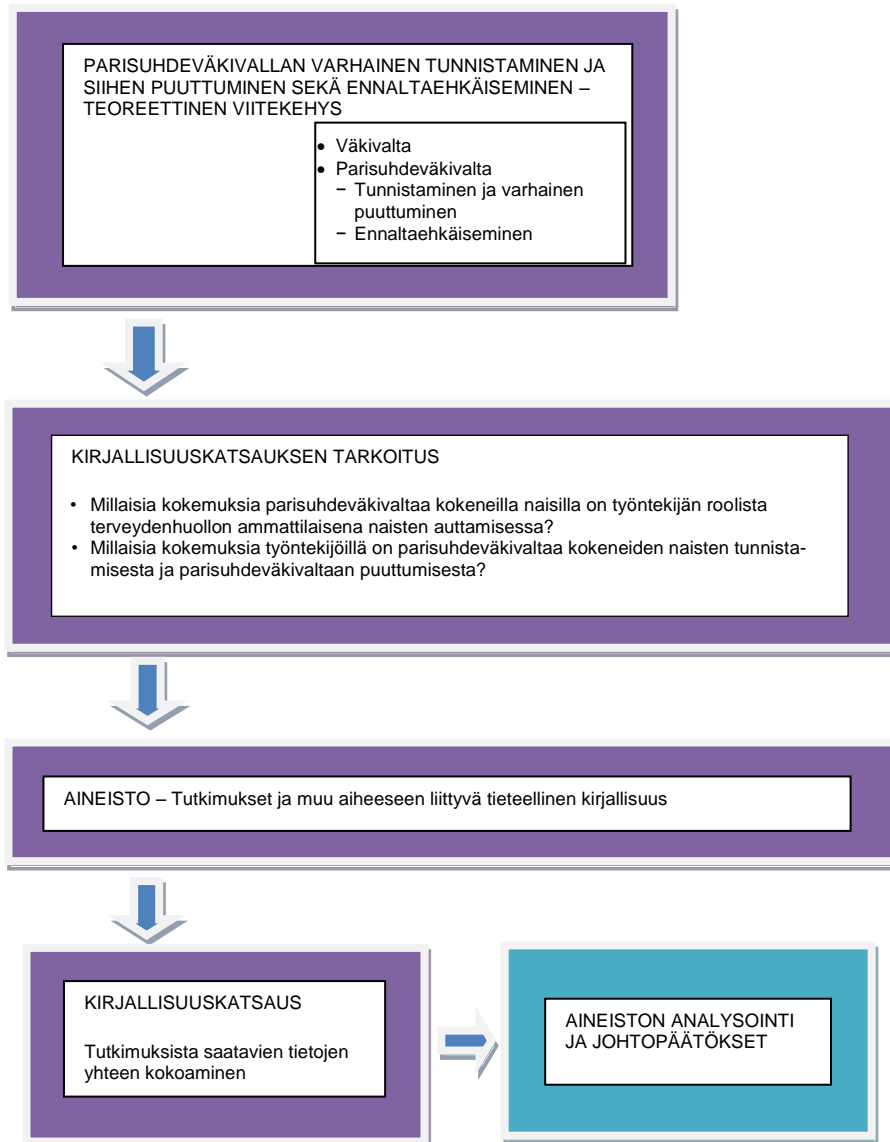 PARISUHDEVÄKIVALLAN VARHAINEN TUNNISTAMINEN JA
SIIHEN PUUTTUMINEN SEKÄ ENNALTAEHKÄISEMINEN –
TEOREETTINEN VIITEKEHYS
• Väkivalta
• Parisuhdeväkivalta
− Tunnistaminen ja varhainen
puuttuminen
− Ennaltaehkäiseminen
KIRJALLISUUSKATSAUKSEN TARKOITUS
• Millaisia kokemuksia parisuhdeväkivaltaa kokeneilla naisilla on työntekijän roolista
terveydenhuollon ammattilaisena naisten auttamisessa?
• Millaisia kokemuksia työntekijöillä on parisuhdeväkivaltaa kokeneiden naisten tunnista-
misesta ja parisuhdeväkivaltaan puuttumisesta?
AINEISTO – Tutkimukset ja muu aiheeseen liittyvä tieteellinen kirjallisuus
KIRJALLISUUSKATSAUS
Tutkimuksista saatavien tietojen
yhteen kokoaminen
AINEISTON ANALYSOINTI
JA JOHTOPÄÄTÖKSET